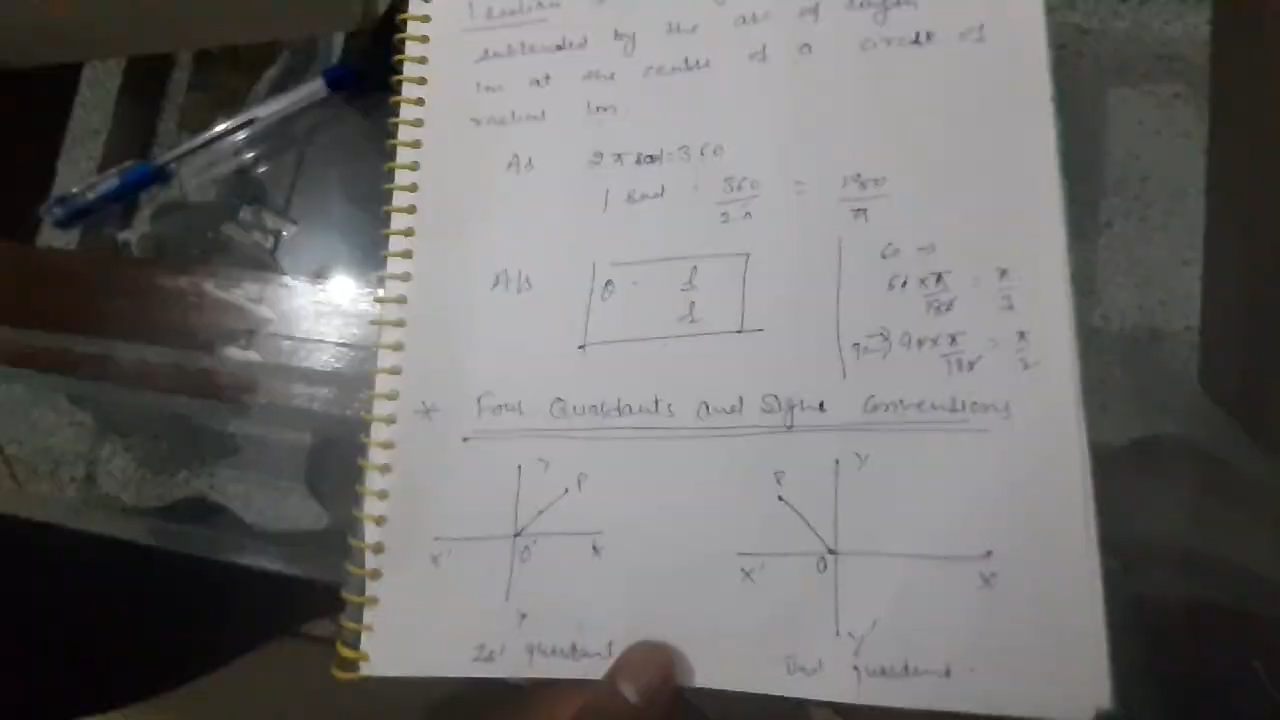 subtended by the arc of length
1m at the centre of a circle of
radius 1m.
As 2π rad = 360
1 rad = 360/2π = 180/π
θ = l
60 →
60 × π/180 = π/3
90 → 90 × π/180 = π/2
* Four Quadrants and Signs Conventions
Y P
X' O X
Y
P Y
X' O X
Y'
Ist quadrant
IInd quadrant